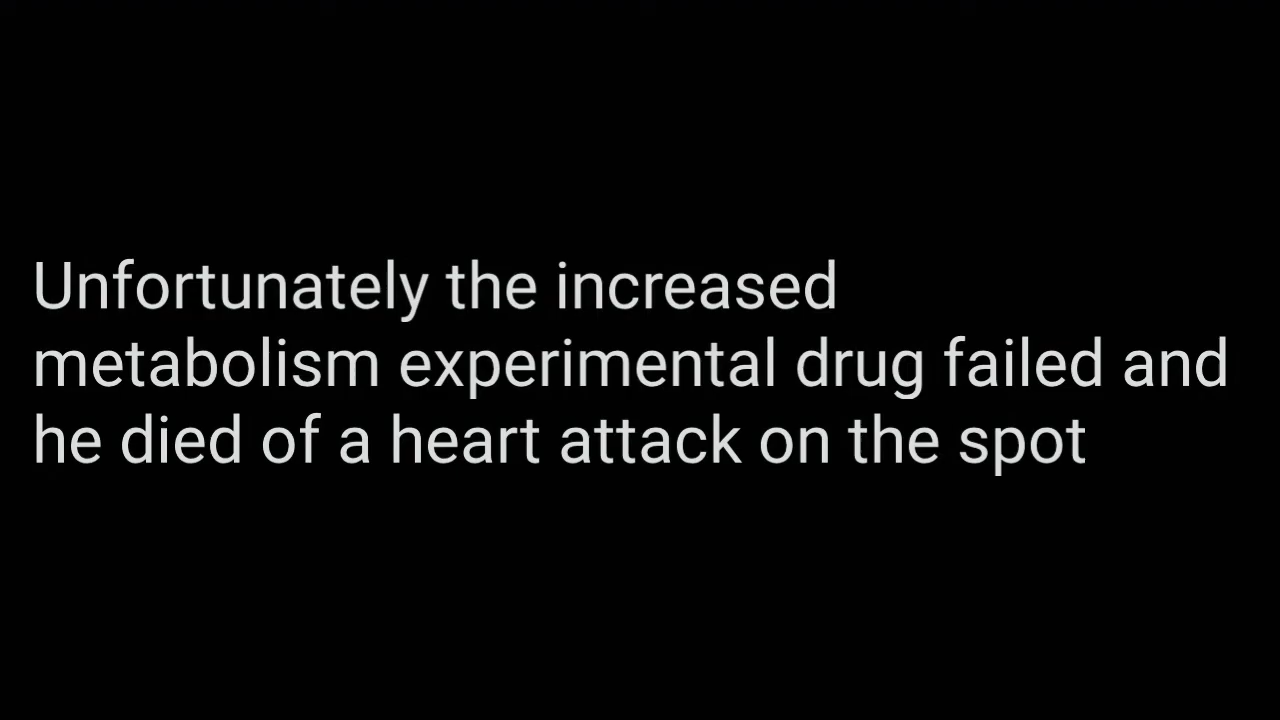 Unfortunately the increased
metabolism experimental drug failed and
he died of a heart attack on the spot